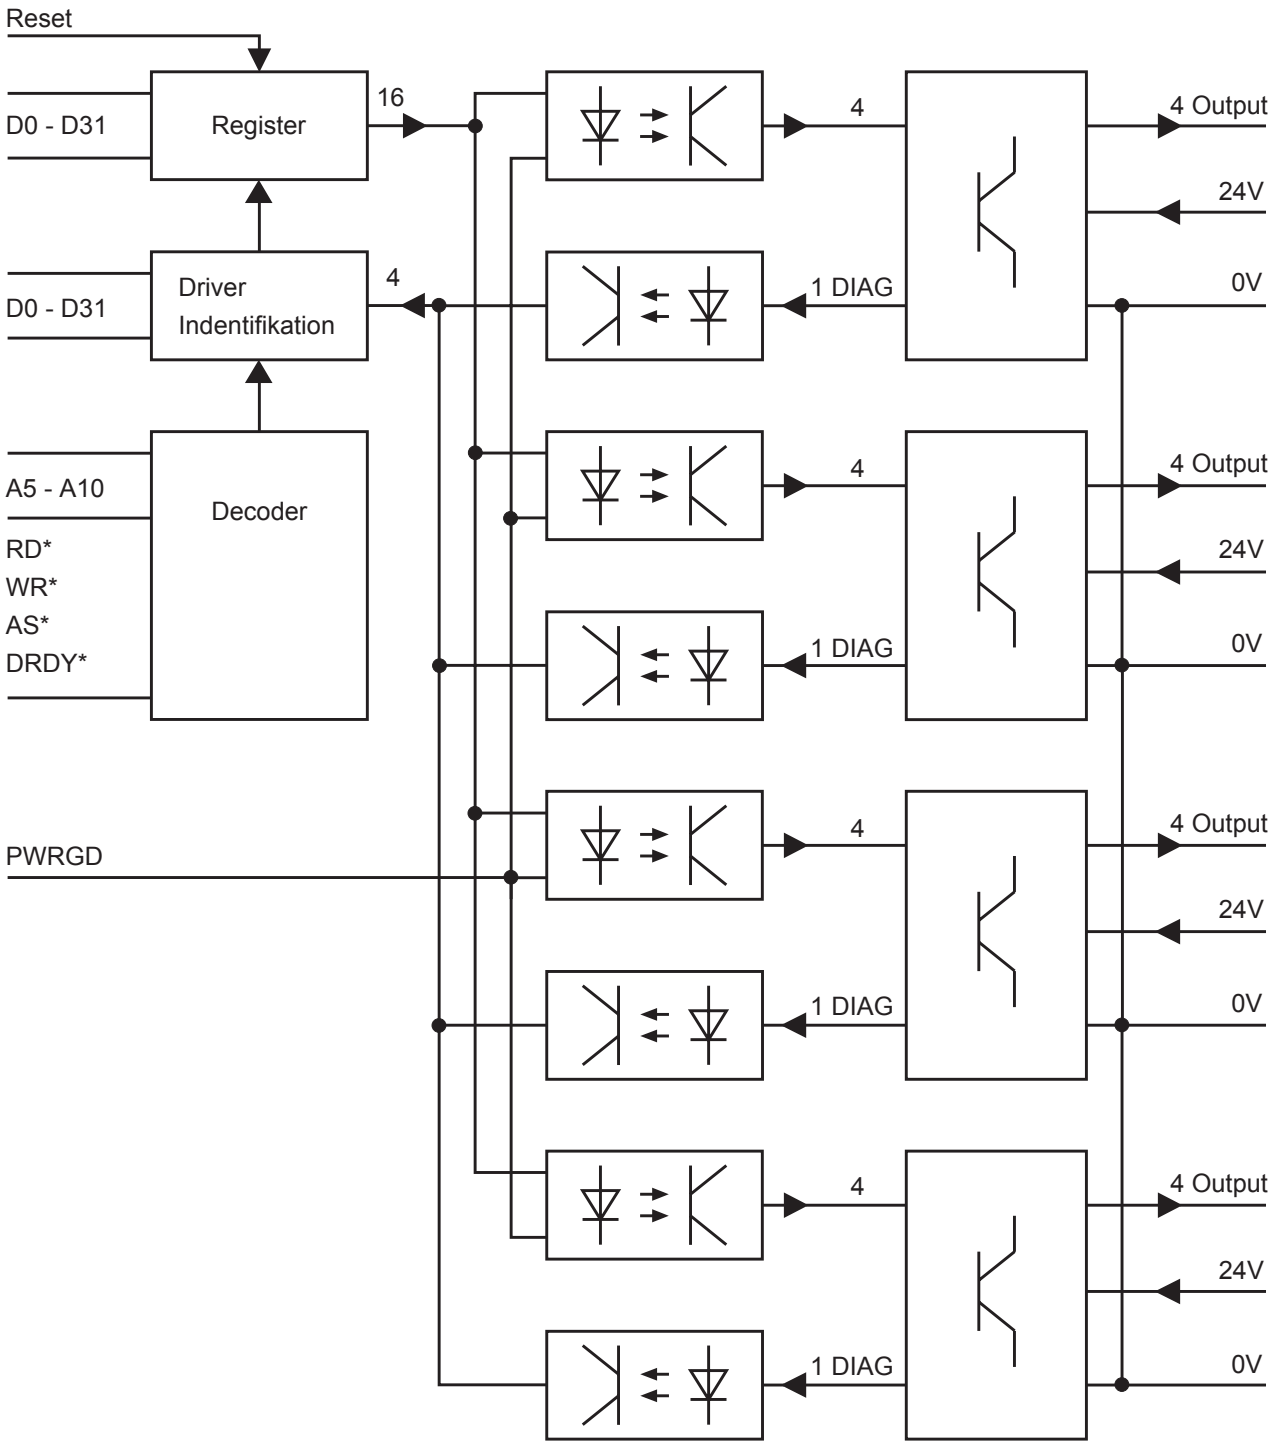 Reset
16
D0 - D31
Register
4
4 Output
24V
4
Driver
D0 - D31
Indentifikation
1 DIAG
0V
A5 - A10
Decoder
4
4 Output
RD*
24V
WR*
AS*
DRDY*
1 DIAG
0V
PWRGD
4
4 Output
24V
1 DIAG
0V
4
4 Output
24V
1 DIAG
0V